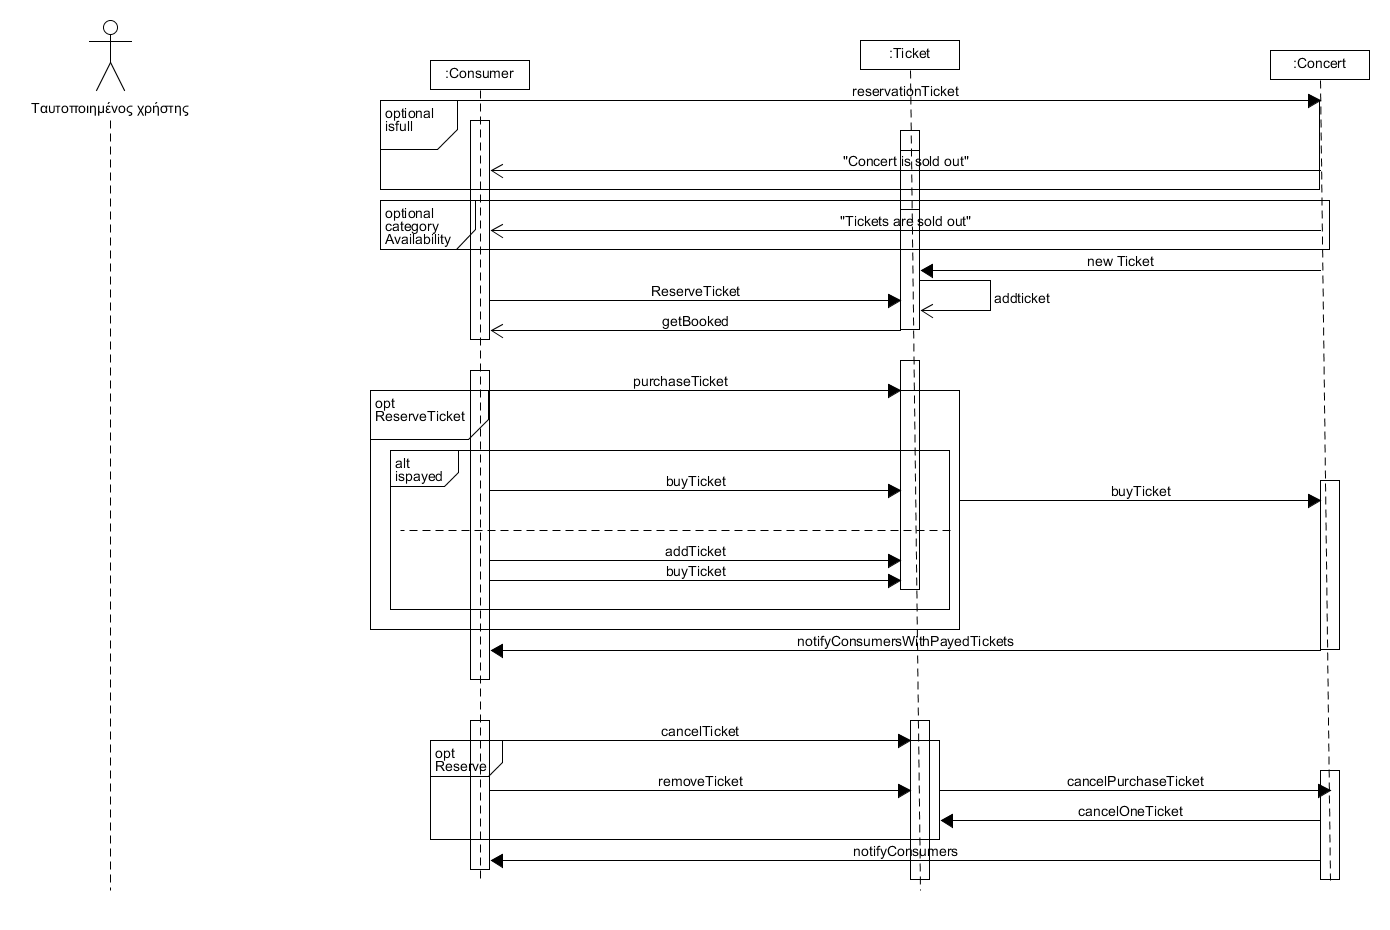 :Ticket
:Concert
:Consumer
Ταυτοποιημένος χρήστης
reservationTicket
optional
isfull
"Concert is sold out"
optional
category
Availability
"Tickets are sold out"
new Ticket
ReserveTicket
addticket
getBooked
purchaseTicket
opt
ReserveTicket
alt
ispayed
buyTicket
buyTicket
addTicket
buyTicket
notifyConsumersWithPayedTickets
cancelTicket
opt
Reserve
removeTicket
cancelPurchaseTicket
cancelOneTicket
notifyConsumers